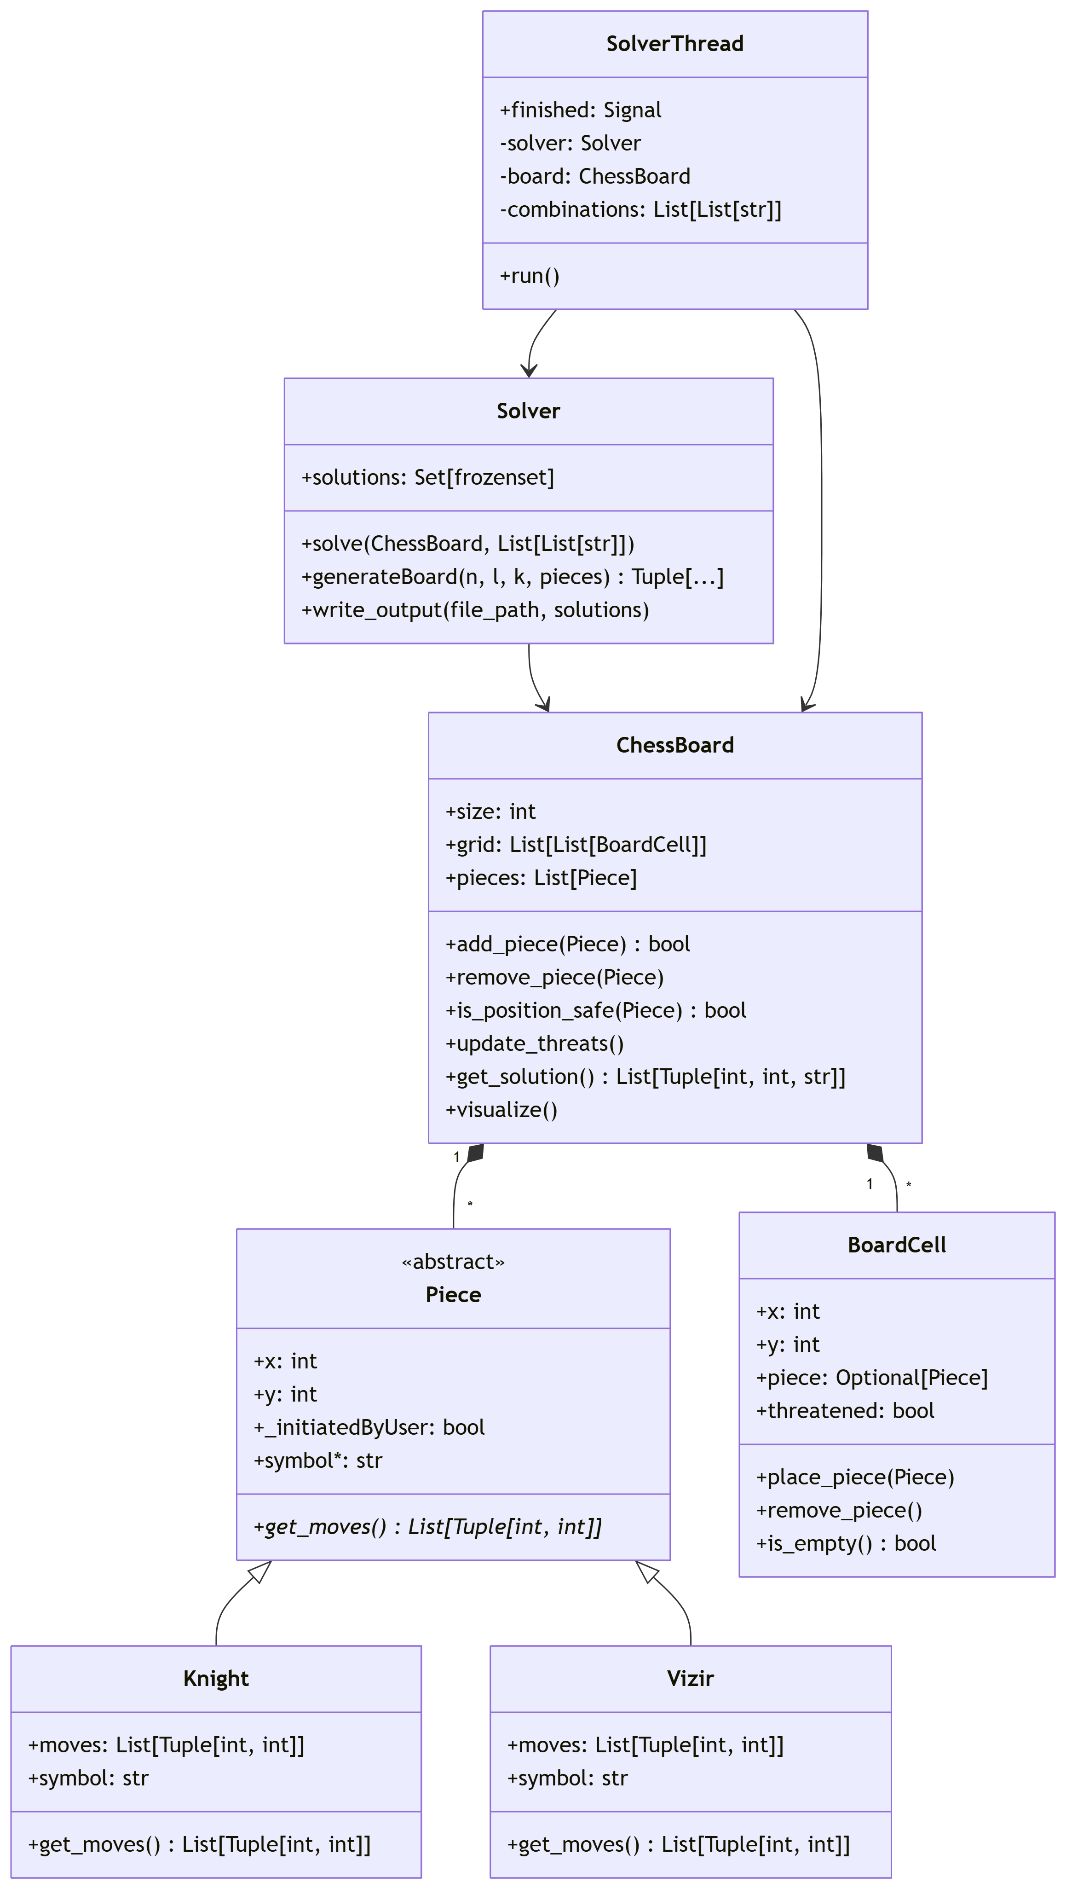 SolverThread
+finished: Signal
-solver: Solver
-board: ChessBoard
-combinations: List[List[str]]
+run()
Solver
+solutions: Set[frozenset]
+solve(ChessBoard, List[List[str]])
+generateBoard(n, l, k, pieces) : Tuple[...]
+write_output(file_path, solutions)
ChessBoard
+size: int
+grid: List[List[BoardCell]]
+pieces: List[Piece]
+add_piece(Piece) : bool
+remove_piece(Piece)
+is_position_safe(Piece) : bool
+update_threats()
+get_solution() : List[Tuple[int, int, str]]
+visualize()
1
*
1
*
«abstract»
Piece
+x: int
+y: int
+_initiatedByUser: bool
+symbol*: str
+get_moves() : List[Tuple[int, int]]
BoardCell
+x: int
+y: int
+piece: Optional[Piece]
+threatened: bool
+place_piece(Piece)
+remove_piece()
+is_empty() : bool
Knight
+moves: List[Tuple[int, int]]
+symbol: str
+get_moves() : List[Tuple[int, int]]
Vizir
+moves: List[Tuple[int, int]]
+symbol: str
+get_moves() : List[Tuple[int, int]]